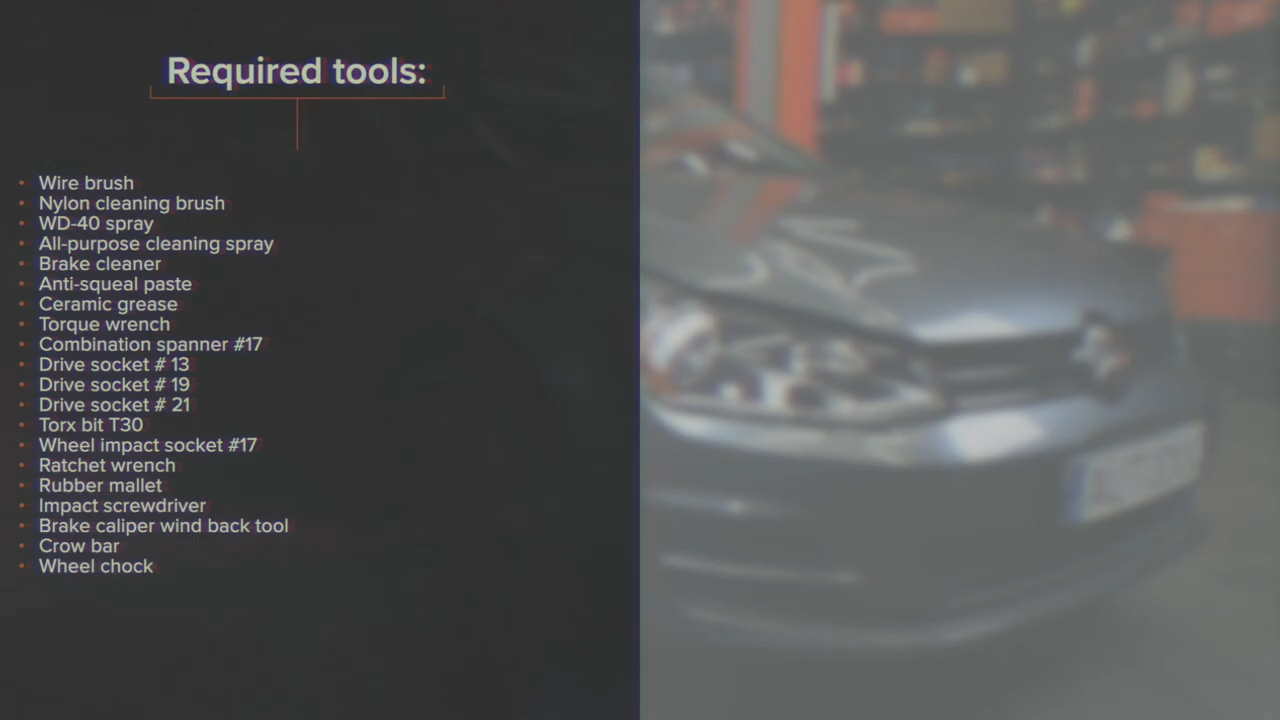 Required tools:
• Wire brush
• Nylon cleaning brush
• WD-40 spray
• All-purpose cleaning spray
• Brake cleaner
• Anti-squeal paste
• Ceramic grease
• Torque wrench
• Combination spanner #17
• Drive socket # 13
• Drive socket # 19
• Drive socket # 21
• Torx bit T30
• Wheel impact socket #17
• Ratchet wrench
• Rubber mallet
• Impact screwdriver
• Brake caliper wind back tool
• Crow bar
• Wheel chock